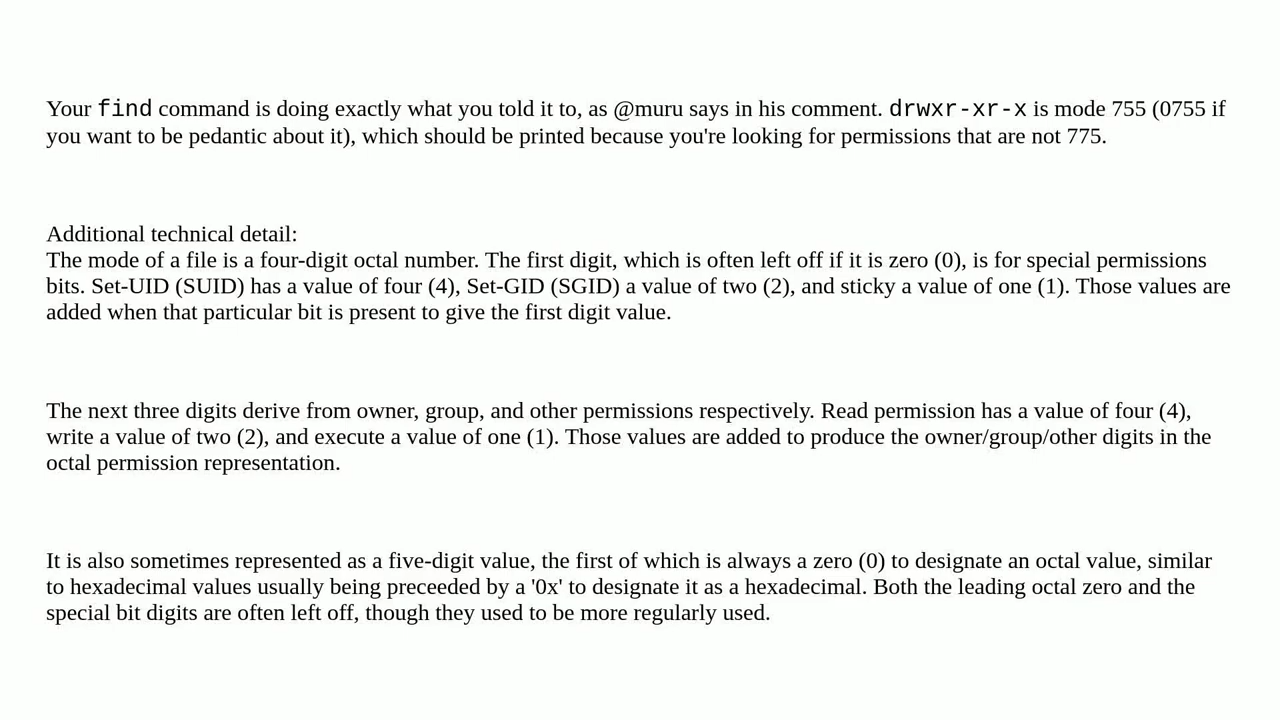 Your find command is doing exactly what you told it to, as @muru says in his comment. drwxr-xr-x is mode 755 (0755 if
you want to be pedantic about it), which should be printed because you're looking for permissions that are not 775.
Additional technical detail:
The mode of a file is a four-digit octal number. The first digit, which is often left off if it is zero (0), is for special permissions
bits. Set-UID (SUID) has a value of four (4), Set-GID (SGID) a value of two (2), and sticky a value of one (1). Those values are
added when that particular bit is present to give the first digit value.
The next three digits derive from owner, group, and other permissions respectively. Read permission has a value of four (4),
write a value of two (2), and execute a value of one (1). Those values are added to produce the owner/group/other digits in the
octal permission representation.
It is also sometimes represented as a five-digit value, the first of which is always a zero (0) to designate an octal value, similar
to hexadecimal values usually being preceeded by a '0x' to designate it as a hexadecimal. Both the leading octal zero and the
special bit digits are often left off, though they used to be more regularly used.